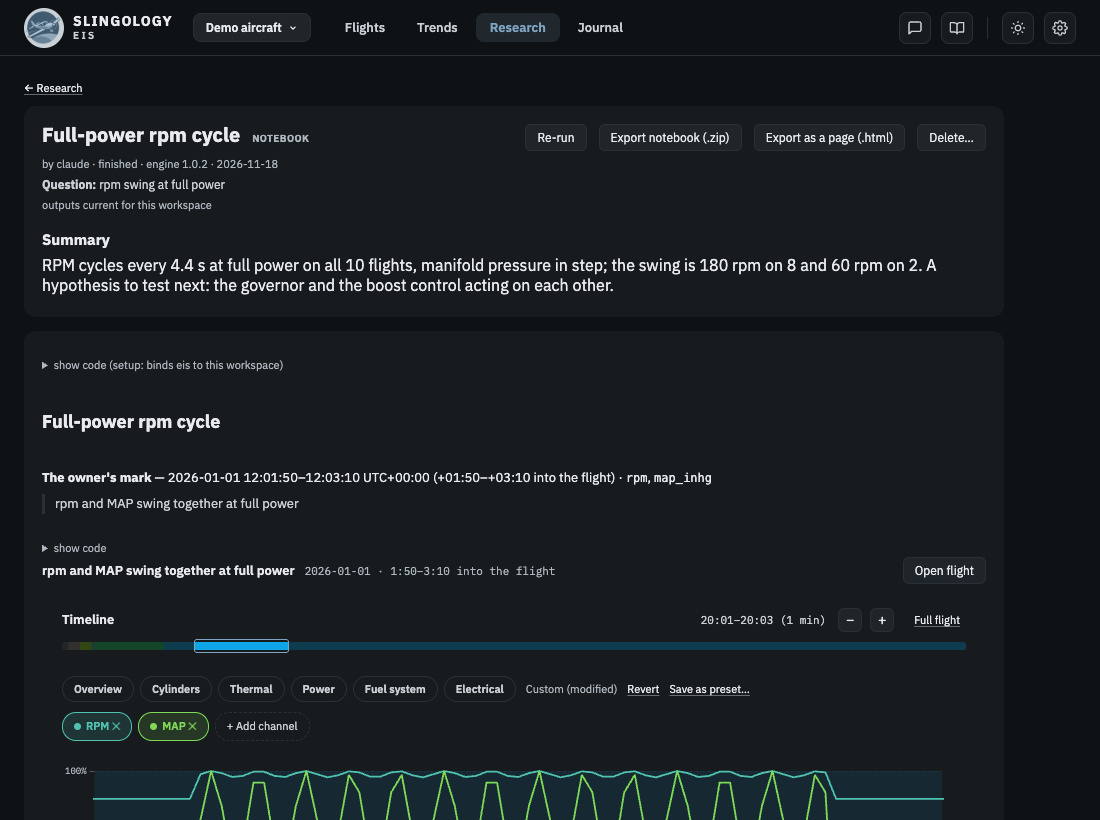 SLINGOLOGY
EIS
Demo aircraft
Flights
Trends
Research
Journal
← Research
Full-power rpm cycle NOTEBOOK
Re-run
Export notebook (.zip)
Export as a page (.html)
Delete…
by claude · finished · engine 1.0.2 · 2026-11-18
Question: rpm swing at full power
outputs current for this workspace
Summary
RPM cycles every 4.4 s at full power on all 10 flights, manifold pressure in step; the swing is 180 rpm on 8 and 60 rpm on 2. A
hypothesis to test next: the governor and the boost control acting on each other.
show code (setup: binds eis to this workspace)
Full-power rpm cycle
The owner's mark — 2026-01-01 12:01:50–12:03:10 UTC+00:00 (+01:50–+03:10 into the flight) · rpm, map_inhg
rpm and MAP swing together at full power
show code
rpm and MAP swing together at full power 2026-01-01 · 1:50–3:10 into the flight
Open flight
Timeline
20:01–20:03 (1 min)
−
+
Full flight
Overview
Cylinders
Thermal
Power
Fuel system
Electrical
Custom (modified)
Revert
Save as preset…
RPM ×
MAP ×
+ Add channel
100%